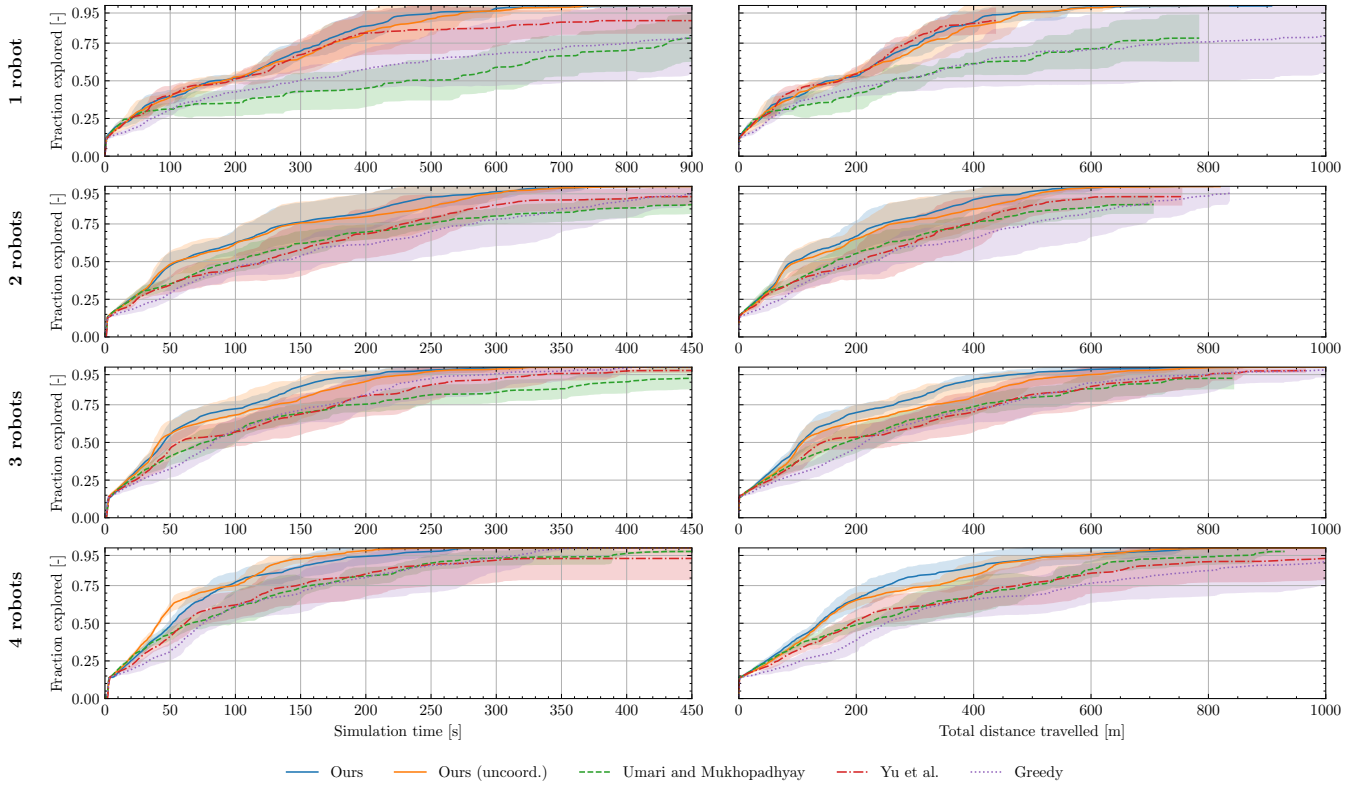 1 robot
Fraction explored [-]
0.95
0.75
0.50
0.25
0.00
0 100 200 300 400 500 600 700 800 900
0 200 400 600 800 1000
2 robots
Fraction explored [-]
0.95
0.75
0.50
0.25
0.00
0 50 100 150 200 250 300 350 400 450
0 200 400 600 800 1000
3 robots
Fraction explored [-]
0.95
0.75
0.50
0.25
0.00
0 50 100 150 200 250 300 350 400 450
0 200 400 600 800 1000
4 robots
Fraction explored [-]
0.95
0.75
0.50
0.25
0.00
0 50 100 150 200 250 300 350 400 450
0 200 400 600 800 1000
Simulation time [s]
Total distance travelled [m]
Ours Ours (uncoord.) Umari and Mukhopadhyay Yu et al. Greedy